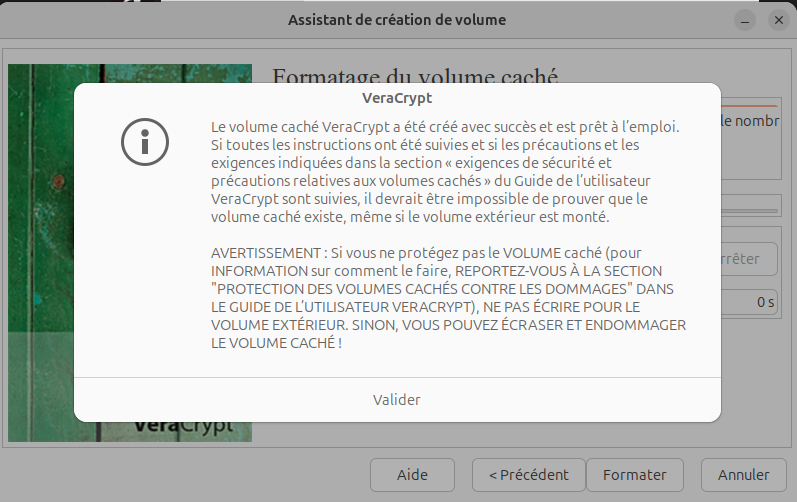 Assistant de création de volume
Formatage du volume caché
VeraCrypt
Le volume caché VeraCrypt a été créé avec succès et est prêt à l'emploi.
Si toutes les instructions ont été suivies et si les précautions et les
exigences indiquées dans la section « exigences de sécurité et
précautions relatives aux volumes cachés » du Guide de l'utilisateur
VeraCrypt sont suivies, il devrait être impossible de prouver que le
volume caché existe, même si le volume extérieur est monté.
AVERTISSEMENT : Si vous ne protégez pas le VOLUME caché (pour
INFORMATION sur comment le faire, REPORTEZ-VOUS À LA SECTION
"PROTECTION DES VOLUMES CACHÉS CONTRE LES DOMMAGES" DANS
LE GUIDE DE L'UTILISATEUR VERACRYPT), NE PAS ÉCRIRE POUR LE
VOLUME EXTÉRIEUR. SINON, VOUS POUVEZ ÉCRASER ET ENDOMMAGER
LE VOLUME CACHÉ !
Valider
le nombr
rrêter
0 s
VeraCrypt
Aide
< Précédent
Formater
Annuler